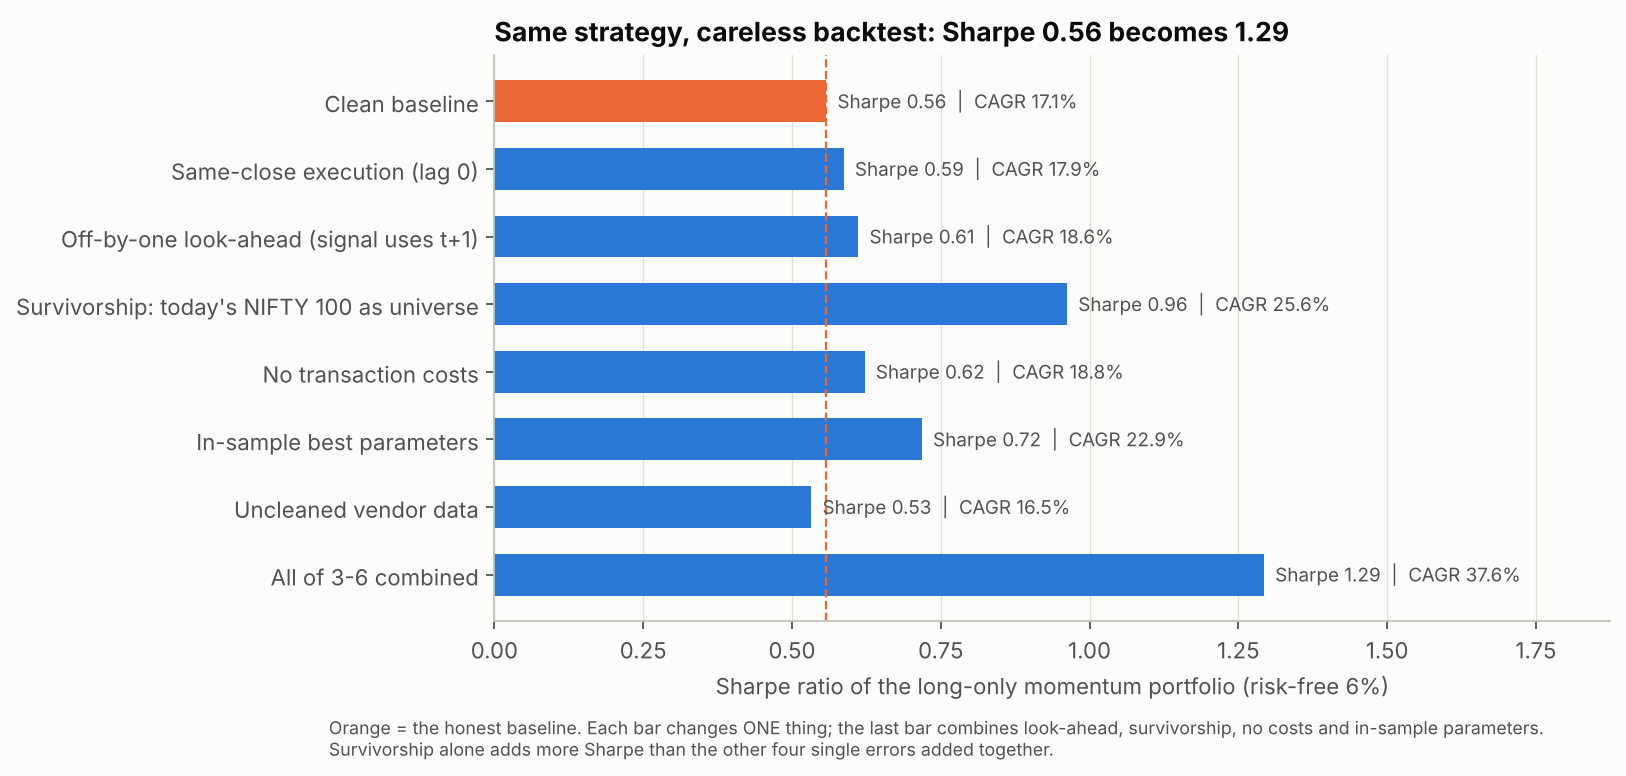 Same strategy, careless backtest: Sharpe 0.56 becomes 1.29
Clean baseline
Sharpe 0.56 | CAGR 17.1%
Same-close execution (lag 0)
Sharpe 0.59 | CAGR 17.9%
Off-by-one look-ahead (signal uses t+1)
Sharpe 0.61 | CAGR 18.6%
Survivorship: today's NIFTY 100 as universe
Sharpe 0.96 | CAGR 25.6%
No transaction costs
Sharpe 0.62 | CAGR 18.8%
In-sample best parameters
Sharpe 0.72 | CAGR 22.9%
Uncleaned vendor data
Sharpe 0.53 | CAGR 16.5%
All of 3-6 combined
Sharpe 1.29 | CAGR 37.6%
0.00 0.25 0.50 0.75 1.00 1.25 1.50 1.75
Sharpe ratio of the long-only momentum portfolio (risk-free 6%)
Orange = the honest baseline. Each bar changes ONE thing; the last bar combines look-ahead, survivorship, no costs and in-sample parameters.
Survivorship alone adds more Sharpe than the other four single errors added together.